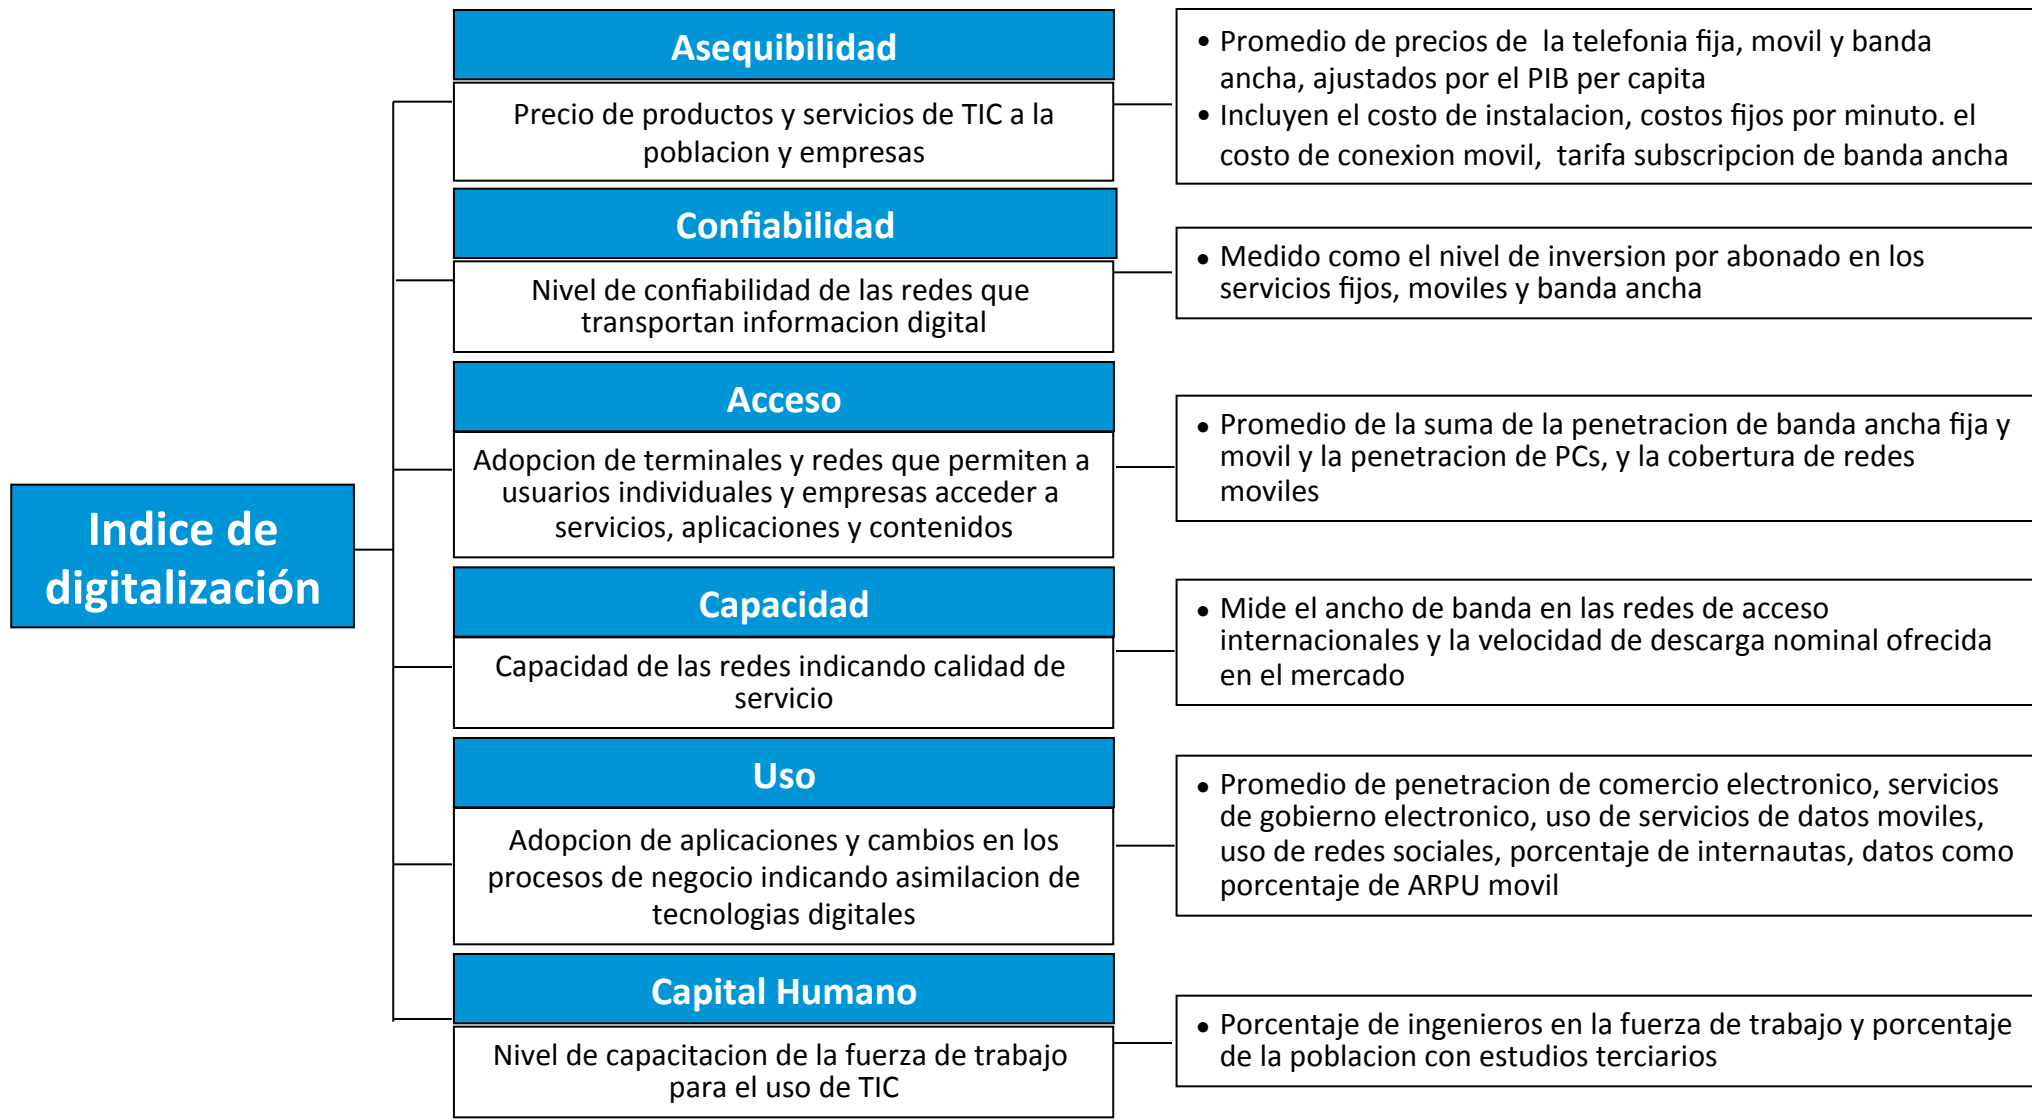 Indice de
digitalización
Asequibilidad
Precio de productos y servicios de TIC a la
poblacion y empresas
• Promedio de precios de la telefonia fija, movil y banda
ancha, ajustados por el PIB per capita
• Incluyen el costo de instalacion, costos fijos por minuto. el
costo de conexion movil, tarifa subscripcion de banda ancha
Confiabilidad
Nivel de confiabilidad de las redes que
transportan informacion digital
• Medido como el nivel de inversion por abonado en los
servicios fijos, moviles y banda ancha
Acceso
Adopcion de terminales y redes que permiten a
usuarios individuales y empresas acceder a
servicios, aplicaciones y contenidos
• Promedio de la suma de la penetracion de banda ancha fija y
movil y la penetracion de PCs, y la cobertura de redes
moviles
Capacidad
Capacidad de las redes indicando calidad de
servicio
• Mide el ancho de banda en las redes de acceso
internacionales y la velocidad de descarga nominal ofrecida
en el mercado
Uso
Adopcion de aplicaciones y cambios en los
procesos de negocio indicando asimilacion de
tecnologias digitales
• Promedio de penetracion de comercio electronico, servicios
de gobierno electronico, uso de servicios de datos moviles,
uso de redes sociales, porcentaje de internautas, datos como
porcentaje de ARPU movil
Capital Humano
Nivel de capacitacion de la fuerza de trabajo
para el uso de TIC
• Porcentaje de ingenieros en la fuerza de trabajo y porcentaje
de la poblacion con estudios terciarios